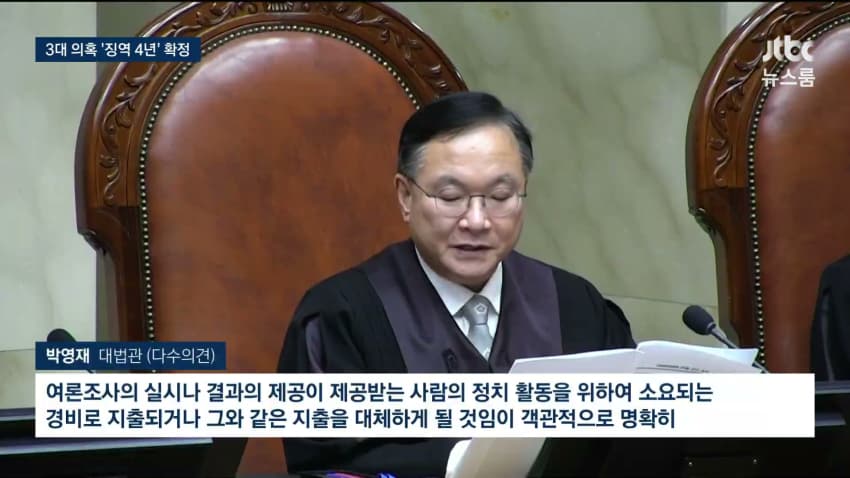 3대 의혹 '징역 4년' 확정
jtbc
뉴스룸
박영재 대법관 (다수의견)
여론조사의 실시나 결과의 제공이 제공받는 사람의 정치 활동을 위하여 소요되는
경비로 지출되거나 그와 같은 지출을 대체하게 될 것임이 객관적으로 명확히